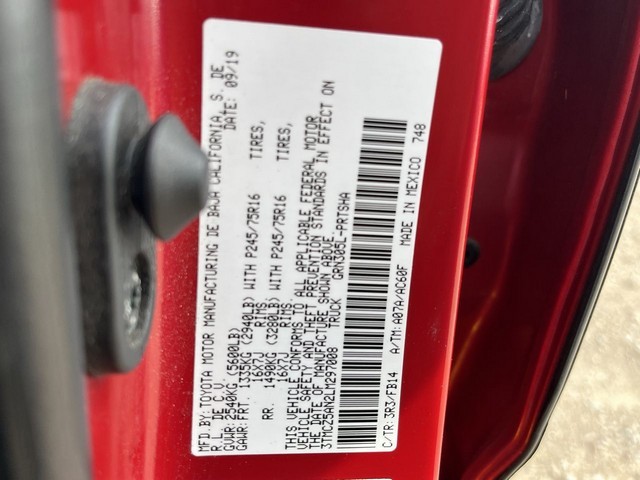 MFD BY: TOYOTA MOTOR MANUFACTURING DE BAJA CALIFORNIA, S. DE
R.L. DE C.V. DATE: 09/19
GVWR: 2540KG (5600LB)
GAWR: FRT. 1335KG (2940LB) WITH P245/75R16 TIRES,
16X7J RIMS.
RR. 1490KG (3280LB) WITH P245/75R16 TIRES,
16X7J RIMS.
THIS VEHICLE CONFORMS TO ALL APPLICABLE FEDERAL MOTOR
VEHICLE SAFETY AND THEFT PREVENTION STANDARDS IN EFFECT ON
THE DATE OF MANUFACTURE SHOWN ABOVE.
3TMCZ5AN2LM297008 TRUCK GRN305L-PRTSHA
C/TR: 3R3/FB14 A/TM: A07A/AC60F MADE IN MEXICO 748